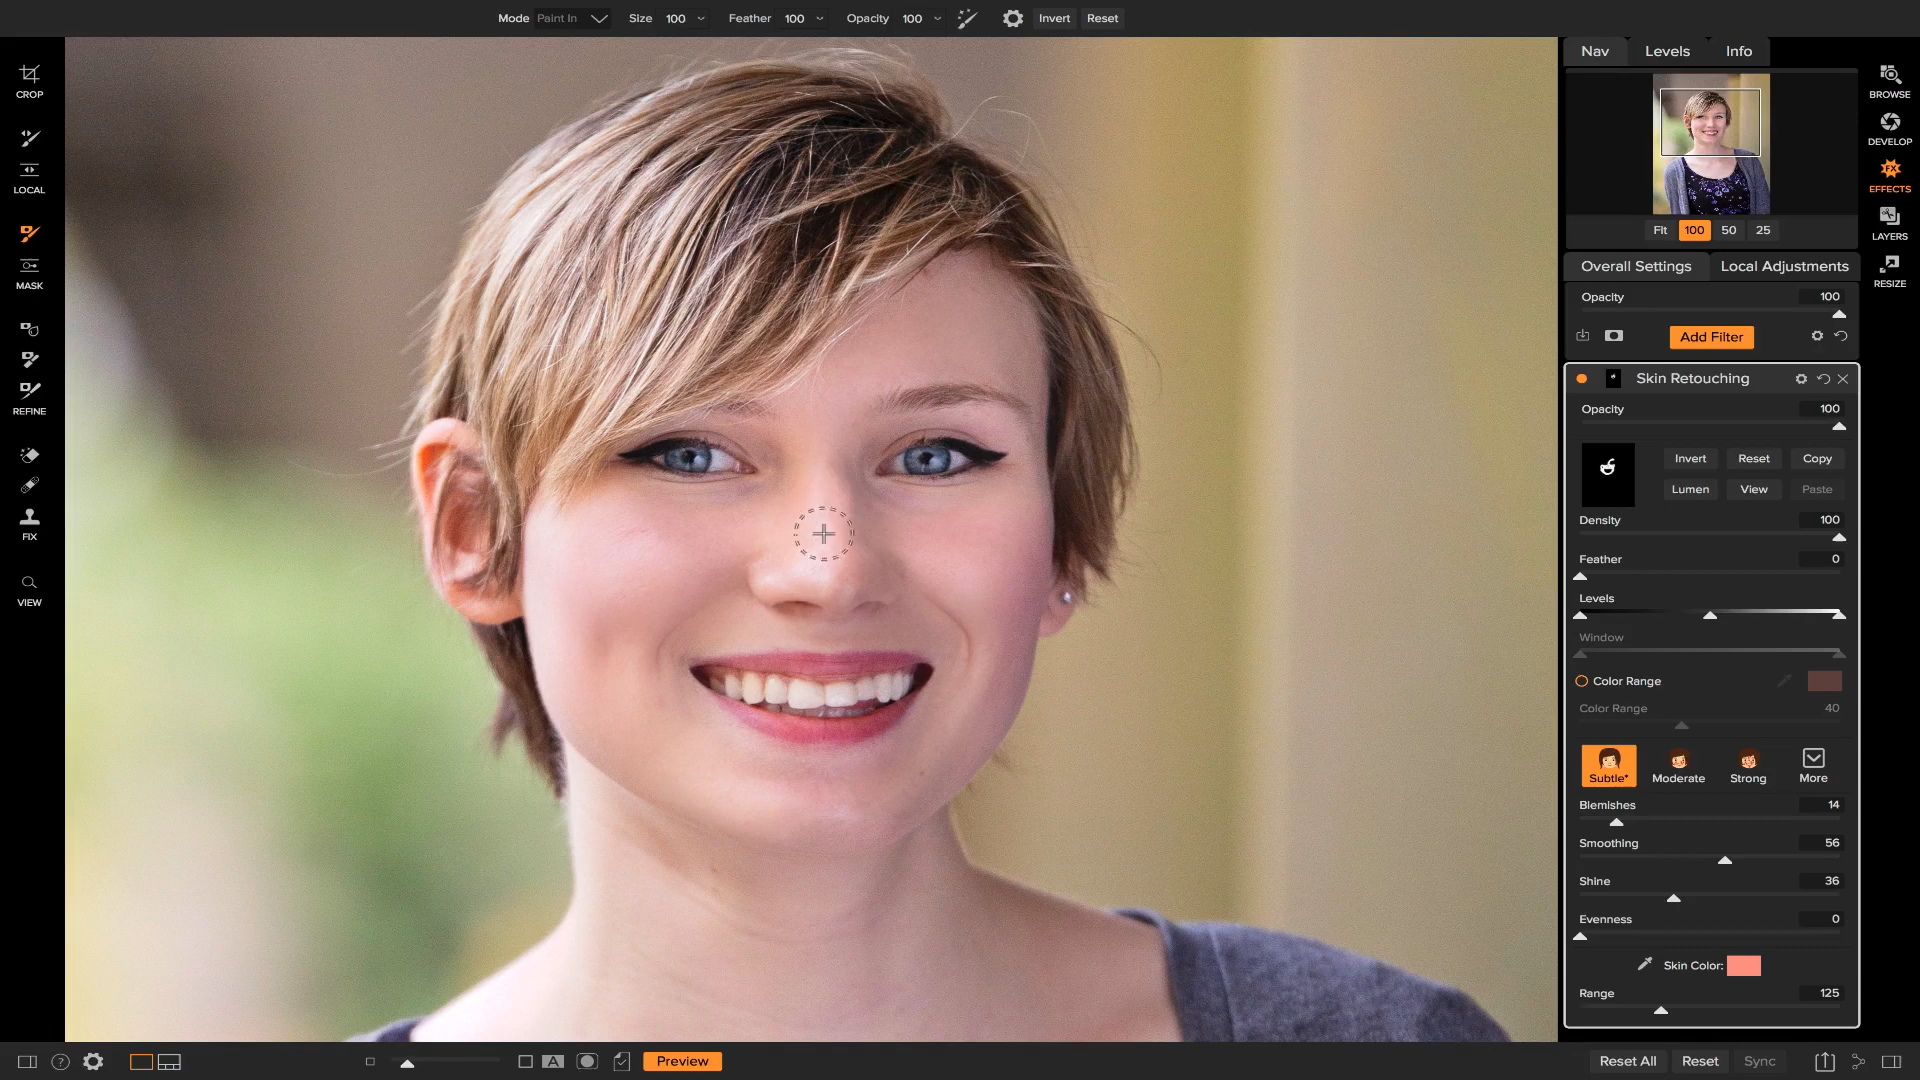 Mode Paint In Size 100 Feather 100 Opacity 100 Invert Reset
CROP
LOCAL
MASK
REFINE
FIX
VIEW
Nav Levels Info
Fit 100 50 25
Overall Settings Local Adjustments
Opacity 100
Add Filter
Skin Retouching
Opacity 100
Invert Reset Copy
Lumen View Paste
Density 100
Feather 0
Levels
Window
Color Range
Color Range 40
Subtle* Moderate Strong More
Blemishes 14
Smoothing 56
Shine 36
Evenness 0
Skin Color:
Range 125
BROWSE
DEVELOP
FX
EFFECTS
LAYERS
RESIZE
? A Preview Reset All Reset Sync